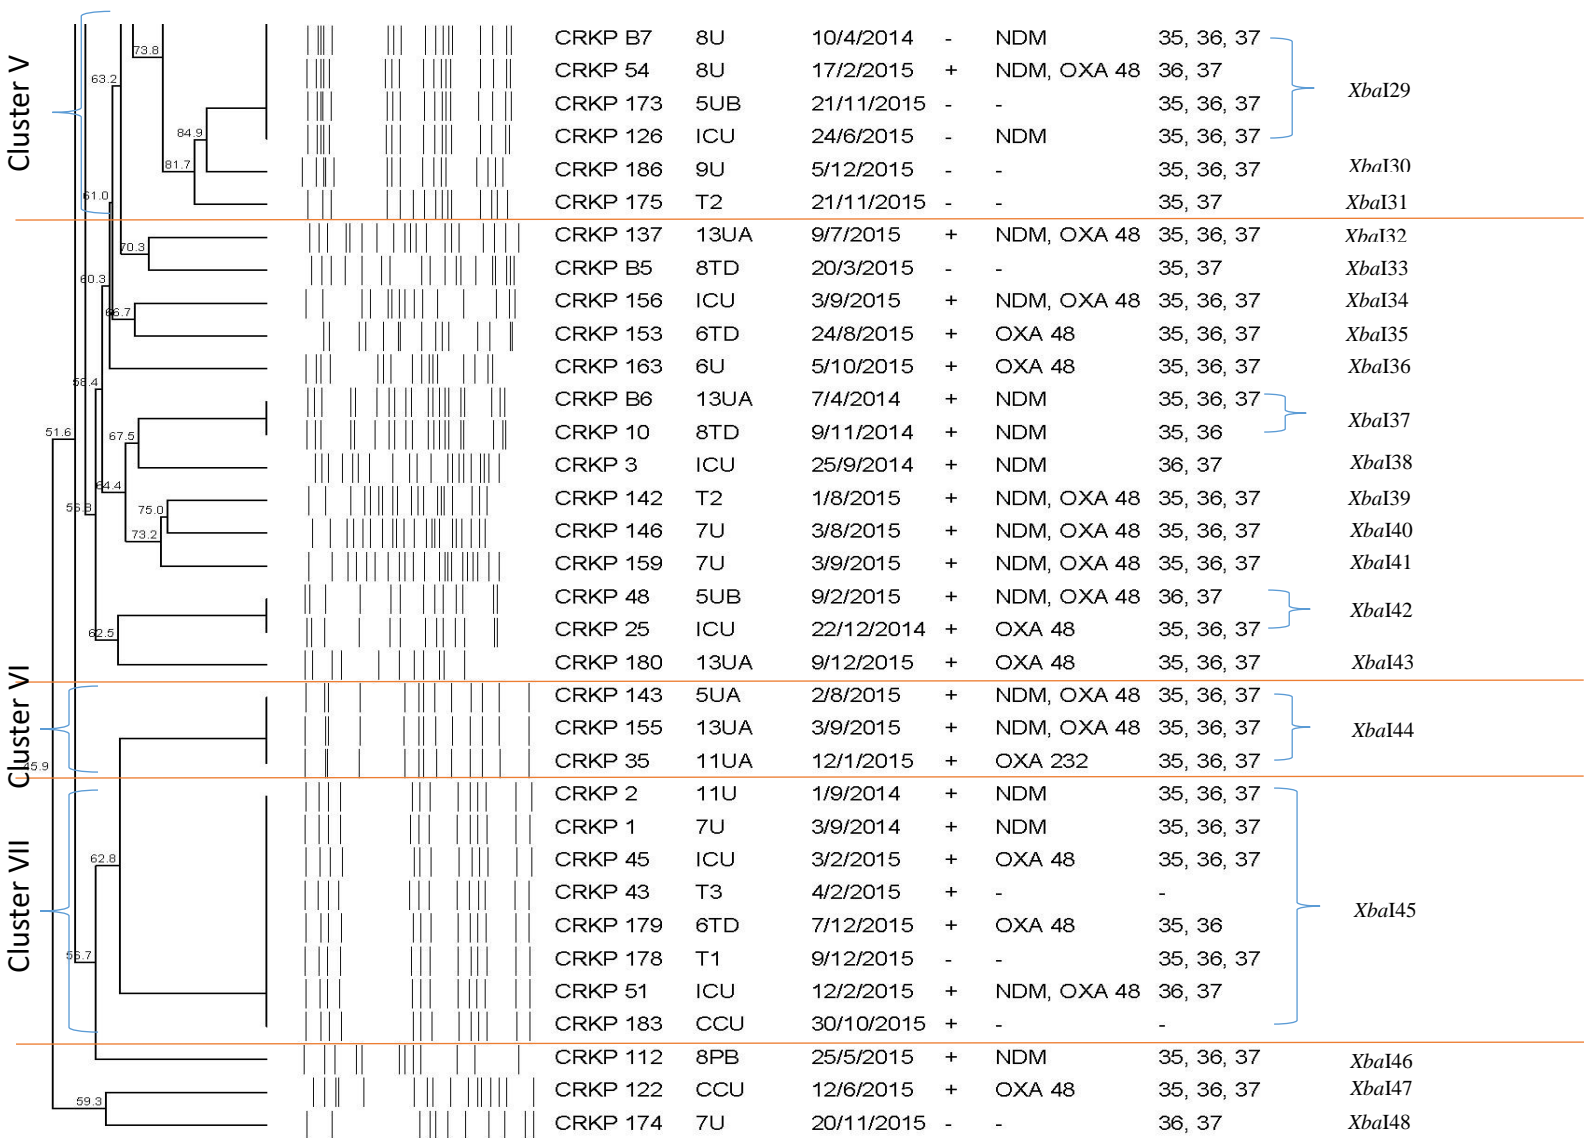 Cluster V
Cluster VI
Cluster VII
73.8
63.2
84.9
81.7
61.0
70.3
60.3
66.7
58.4
51.6
67.5
64.4
56.8
75.0
73.2
62.5
45.9
62.8
56.7
59.3
CRKP B7 8U 10/4/2014 - NDM 35, 36, 37
CRKP 54 8U 17/2/2015 + NDM, OXA 48 36, 37
XbaI29
CRKP 173 5UB 21/11/2015 - - 35, 36, 37
CRKP 126 ICU 24/6/2015 - NDM 35, 36, 37
CRKP 186 9U 5/12/2015 - - 35, 36, 37 XbaI30
CRKP 175 T2 21/11/2015 - - 35, 37 XbaI31
CRKP 137 13UA 9/7/2015 + NDM, OXA 48 35, 36, 37 XbaI32
CRKP B5 8TD 20/3/2015 - - 35, 37 XbaI33
CRKP 156 ICU 3/9/2015 + NDM, OXA 48 35, 36, 37 XbaI34
CRKP 153 6TD 24/8/2015 + OXA 48 35, 36, 37 XbaI35
CRKP 163 6U 5/10/2015 + OXA 48 35, 36, 37 XbaI36
CRKP B6 13UA 7/4/2014 + NDM 35, 36, 37
XbaI37
CRKP 10 8TD 9/11/2014 + NDM 35, 36
CRKP 3 ICU 25/9/2014 + NDM 36, 37 XbaI38
CRKP 142 T2 1/8/2015 + NDM, OXA 48 35, 36, 37 XbaI39
CRKP 146 7U 3/8/2015 + NDM, OXA 48 35, 36, 37 XbaI40
CRKP 159 7U 3/9/2015 + NDM, OXA 48 35, 36, 37 XbaI41
CRKP 48 5UB 9/2/2015 + NDM, OXA 48 36, 37
XbaI42
CRKP 25 ICU 22/12/2014 + OXA 48 35, 36, 37
CRKP 180 13UA 9/12/2015 + OXA 48 35, 36, 37 XbaI43
CRKP 143 5UA 2/8/2015 + NDM, OXA 48 35, 36, 37
CRKP 155 13UA 3/9/2015 + NDM, OXA 48 35, 36, 37 XbaI44
CRKP 35 11UA 12/1/2015 + OXA 232 35, 36, 37
CRKP 2 11U 1/9/2014 + NDM 35, 36, 37
CRKP 1 7U 3/9/2014 + NDM 35, 36, 37
CRKP 45 ICU 3/2/2015 + OXA 48 35, 36, 37
CRKP 43 T3 4/2/2015 + - -
XbaI45
CRKP 179 6TD 7/12/2015 + OXA 48 35, 36
CRKP 178 T1 9/12/2015 - - 35, 36, 37
CRKP 51 ICU 12/2/2015 + NDM, OXA 48 36, 37
CRKP 183 CCU 30/10/2015 + - -
CRKP 112 8PB 25/5/2015 + NDM 35, 36, 37 XbaI46
CRKP 122 CCU 12/6/2015 + OXA 48 35, 36, 37 XbaI47
CRKP 174 7U 20/11/2015 - - 36, 37 XbaI48